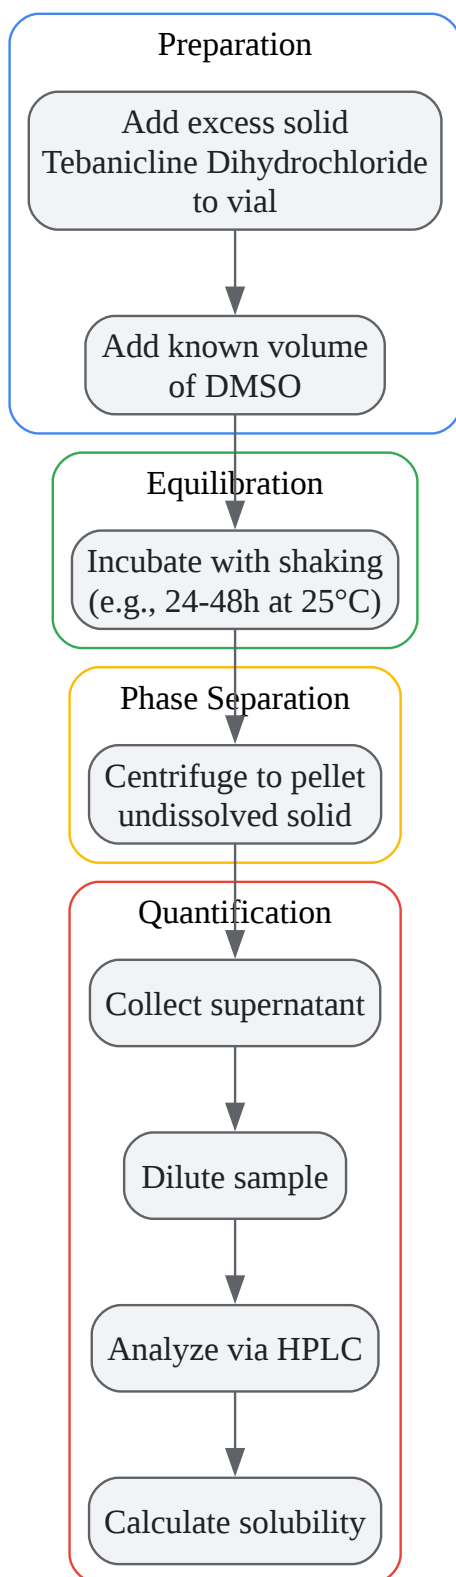 Preparation
Add excess solid
Tebanicline Dihydrochloride
to vial
Add known volume
of DMSO
Equilibration
Incubate with shaking
(e.g., 24-48h at 25°C)
Phase Separation
Centrifuge to pellet
undissolved solid
Quantification
Collect supernatant
Dilute sample
Analyze via HPLC
Calculate solubility